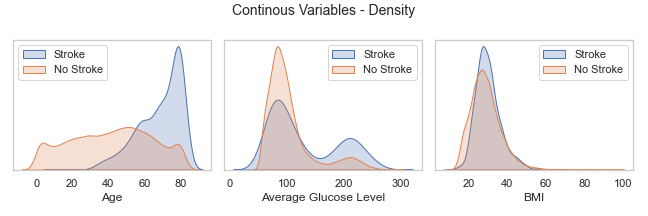 Continous Variables - Density
Stroke
No Stroke
Stroke
No Stroke
Stroke
No Stroke
0 20 40 60 80
0 100 200 300
20 40 60 80 100
Age
Average Glucose Level
BMI